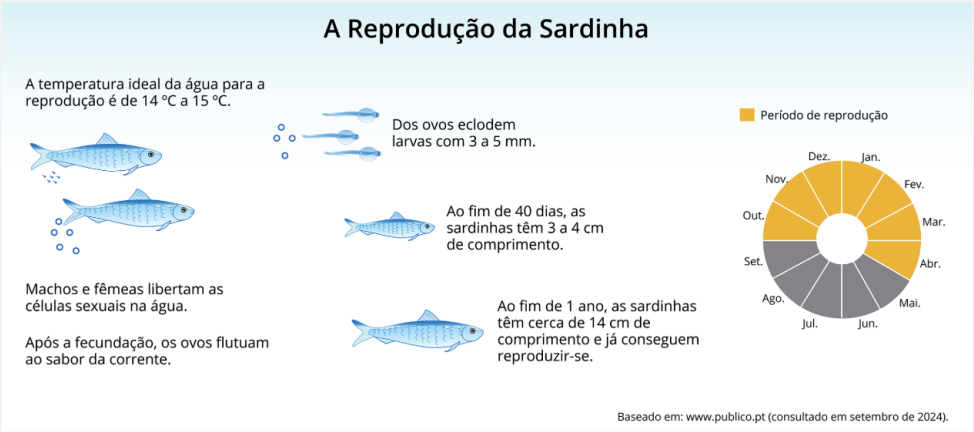 A Reprodução da Sardinha
A temperatura ideal da água para a
reprodução é de 14 ºC a 15 ºC.
Dos ovos eclodem
larvas com 3 a 5 mm.
Ao fim de 40 dias, as
sardinhas têm 3 a 4 cm
de comprimento.
Machos e fêmeas libertam as
células sexuais na água.
Após a fecundação, os ovos flutuam
ao sabor da corrente.
Ao fim de 1 ano, as sardinhas
têm cerca de 14 cm de
comprimento e já conseguem
reproduzir-se.
Período de reprodução
Jan.
Fev.
Mar.
Abr.
Mai.
Jun.
Jul.
Ago.
Set.
Out.
Nov.
Dez.
Baseado em: www.publico.pt (consultado em setembro de 2024).